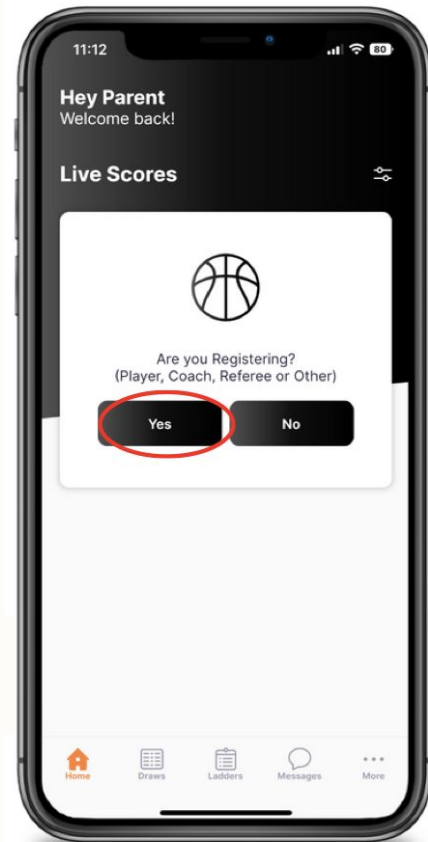 11:12
80
Hey Parent
Welcome back!
Live Scores
Are you Registering?
(Player, Coach, Referee or Other)
Yes
No
Home
Draws
Ladders
Messages
More